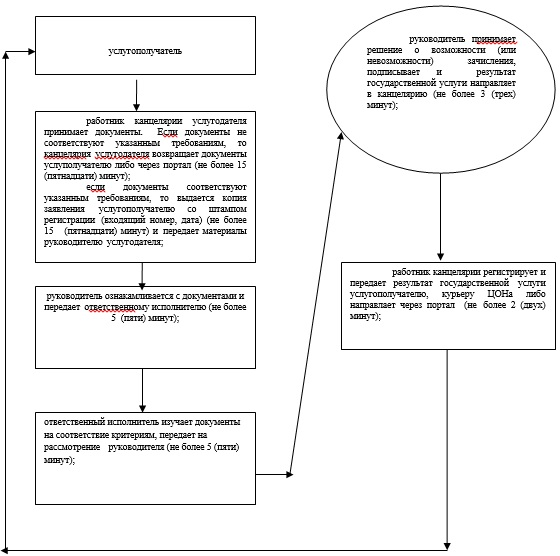 услугополучатель
работник канцелярии услугодателя
принимает документы. Если документы не
соответствуют указанным требованиям, то
канцелярия услугодателя возвращает документы
услуполучателю либо через портал (не более 15
(пятнадцати) минут);
если документы соответствуют
указанным требованиям, то выдается копия
заявления услугополучателю со штампом
регистрации (входящий номер, дата) (не более
15 (пятнадцати) минут) и передает материалы
руководителю услугодателя;
руководитель ознакамливается с документами и
передает ответственному исполнителю (не более
5 (пяти) минут);
ответственный исполнитель изучает документы
на соответствие критериям, передает на
рассмотрение руководителя (не более 5 (пяти)
минут);
руководитель принимает
решение о возможности (или
невозможности) зачисления,
подписывает и результат
государственной услуги направляет
в канцелярию (не более 3 (трех)
минут);
работник канцелярии регистрирует и
передает результат государственной услуги
услугополучателю, курьеру ЦОНа либо
направляет через портал (не более 2 (двух)
минут);